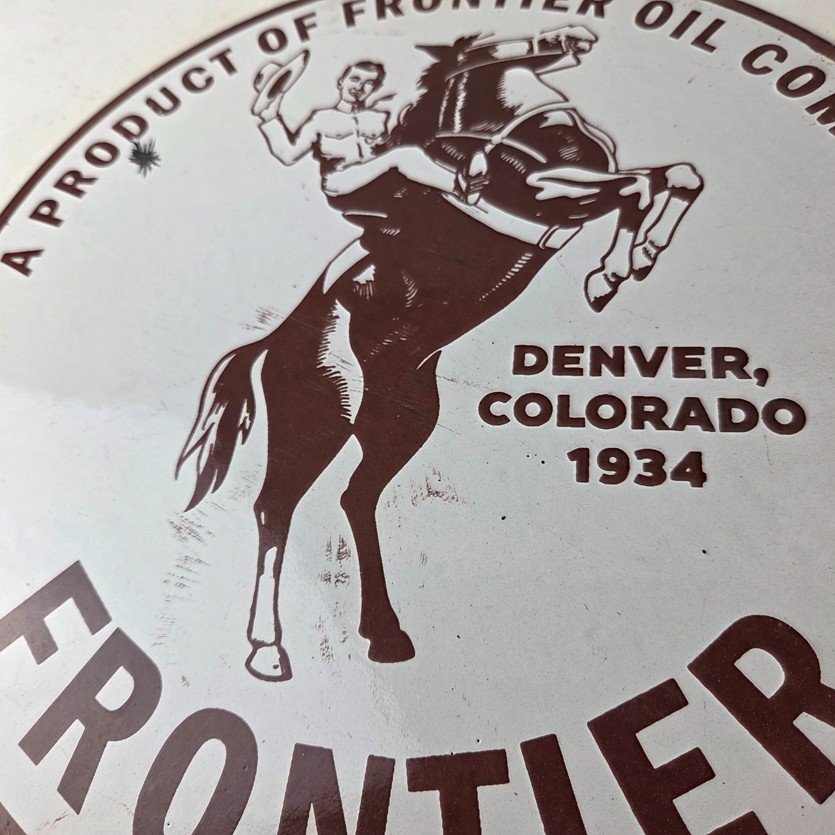 A PRODUCT OF FRONTIER OIL COM
DENVER,
COLORADO
1934
FRONTIER